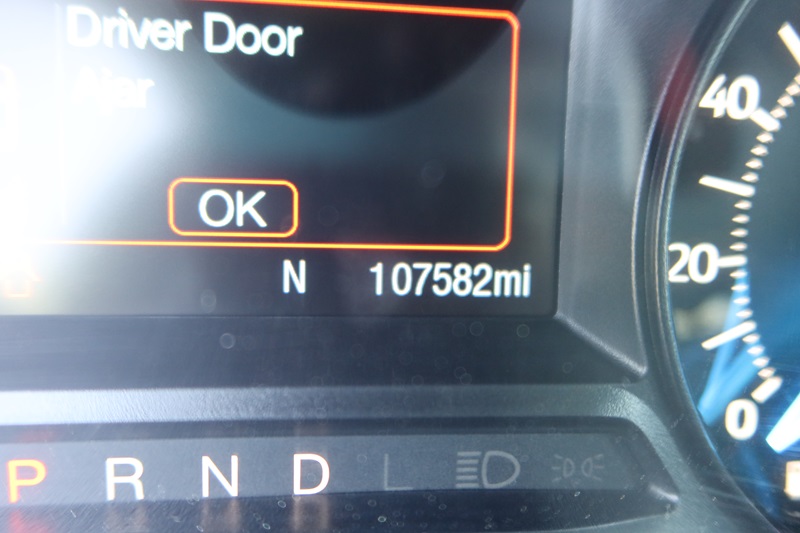 Driver Door
Ajar
OK
N 107582mi
40
20
0
P R N D L